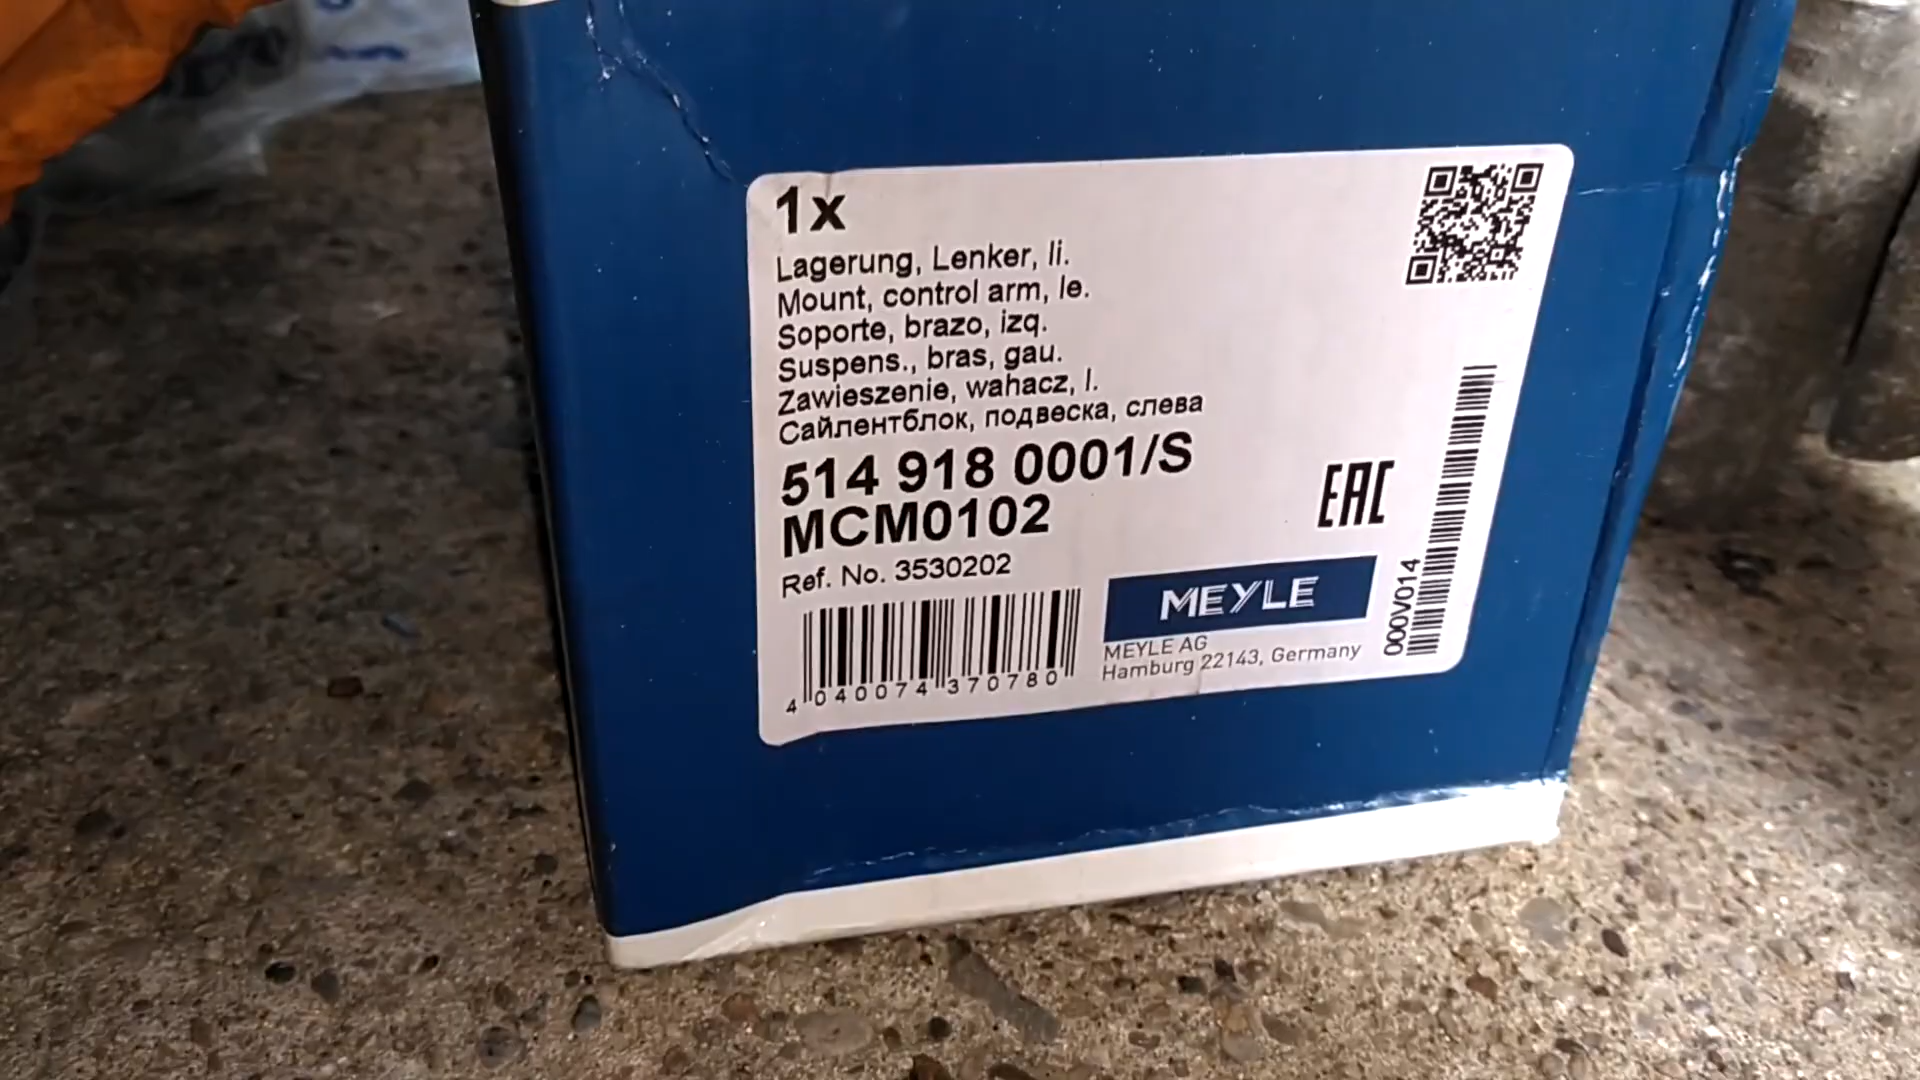 1x
Lagerung, Lenker, li.
Mount, control arm, le.
Soporte, brazo, izq.
Suspens., bras, gau.
Zawieszenie, wahacz, l.
Сайлентблок, подвеска, слева
514 918 0001/S
MCM0102
Ref. No. 3530202
4 040074 370780
EAC
MEYLE
MEYLE AG
Hamburg 22143, Germany
000V014